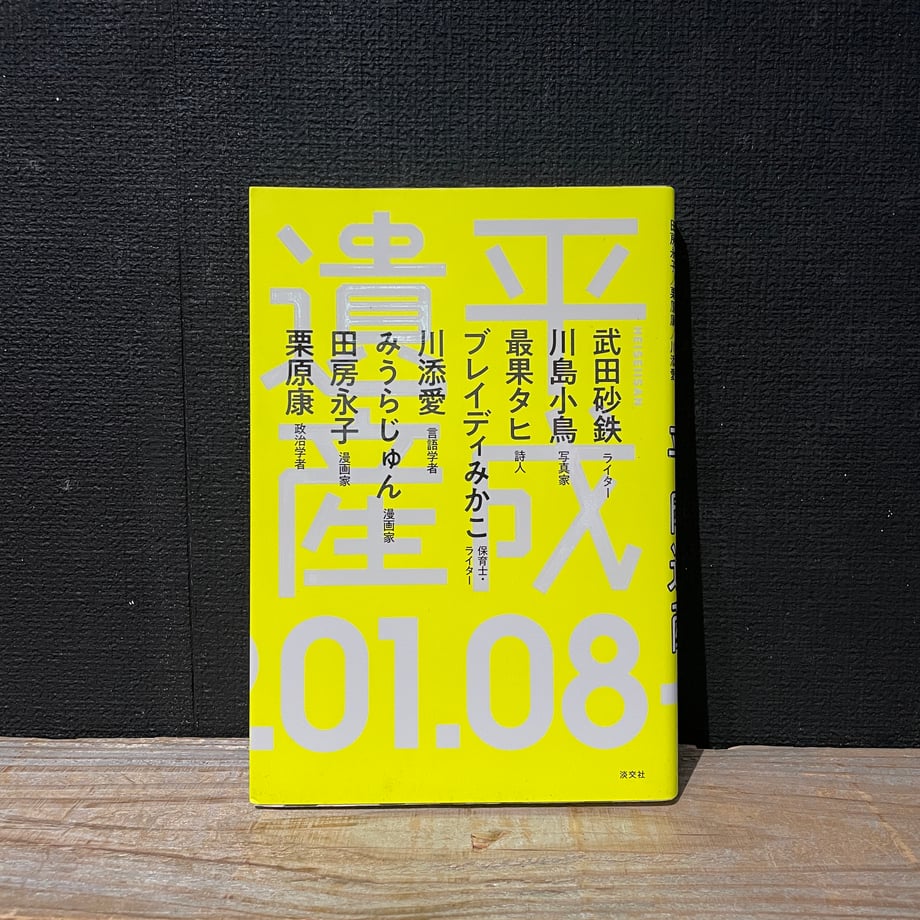 平成
遺産
HEISEI ISAN
武田砂鉄 ライター
川島小鳥 写真家
最果タヒ 詩人
ブレイディみかこ 保育士・ライター
川添愛 言語学者
みうらじゅん 漫画家
田房永子 漫画家
栗原康 政治学者
.01.08-
淡交社